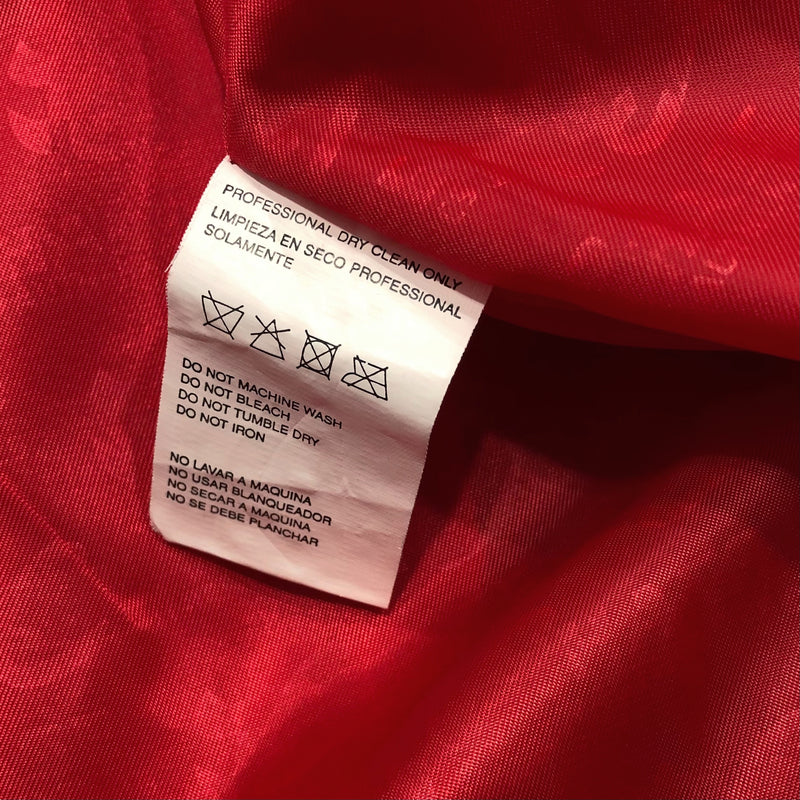 PROFESSIONAL DRY CLEAN ONLY
LIMPIEZA EN SECO PROFESSIONAL
SOLAMENTE
DO NOT MACHINE WASH
DO NOT BLEACH
DO NOT TUMBLE DRY
DO NOT IRON
NO LAVAR A MAQUINA
NO USAR BLANQUEADOR
NO SECAR A MAQUINA
NO SE DEBE PLANCHAR